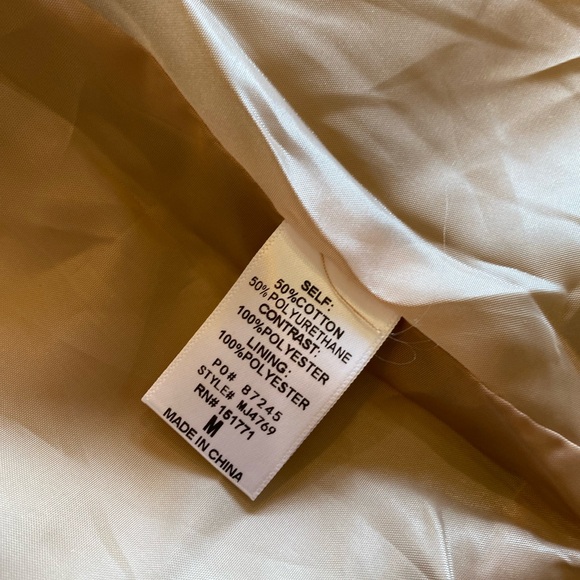 SELF:
50%COTTON
50%POLYURETHANE
CONTRAST:
100%POLYESTER
LINING:
100%POLYESTER
PO# 87245
STYLE# MJ4769
RN#151771
M
MADE IN CHINA